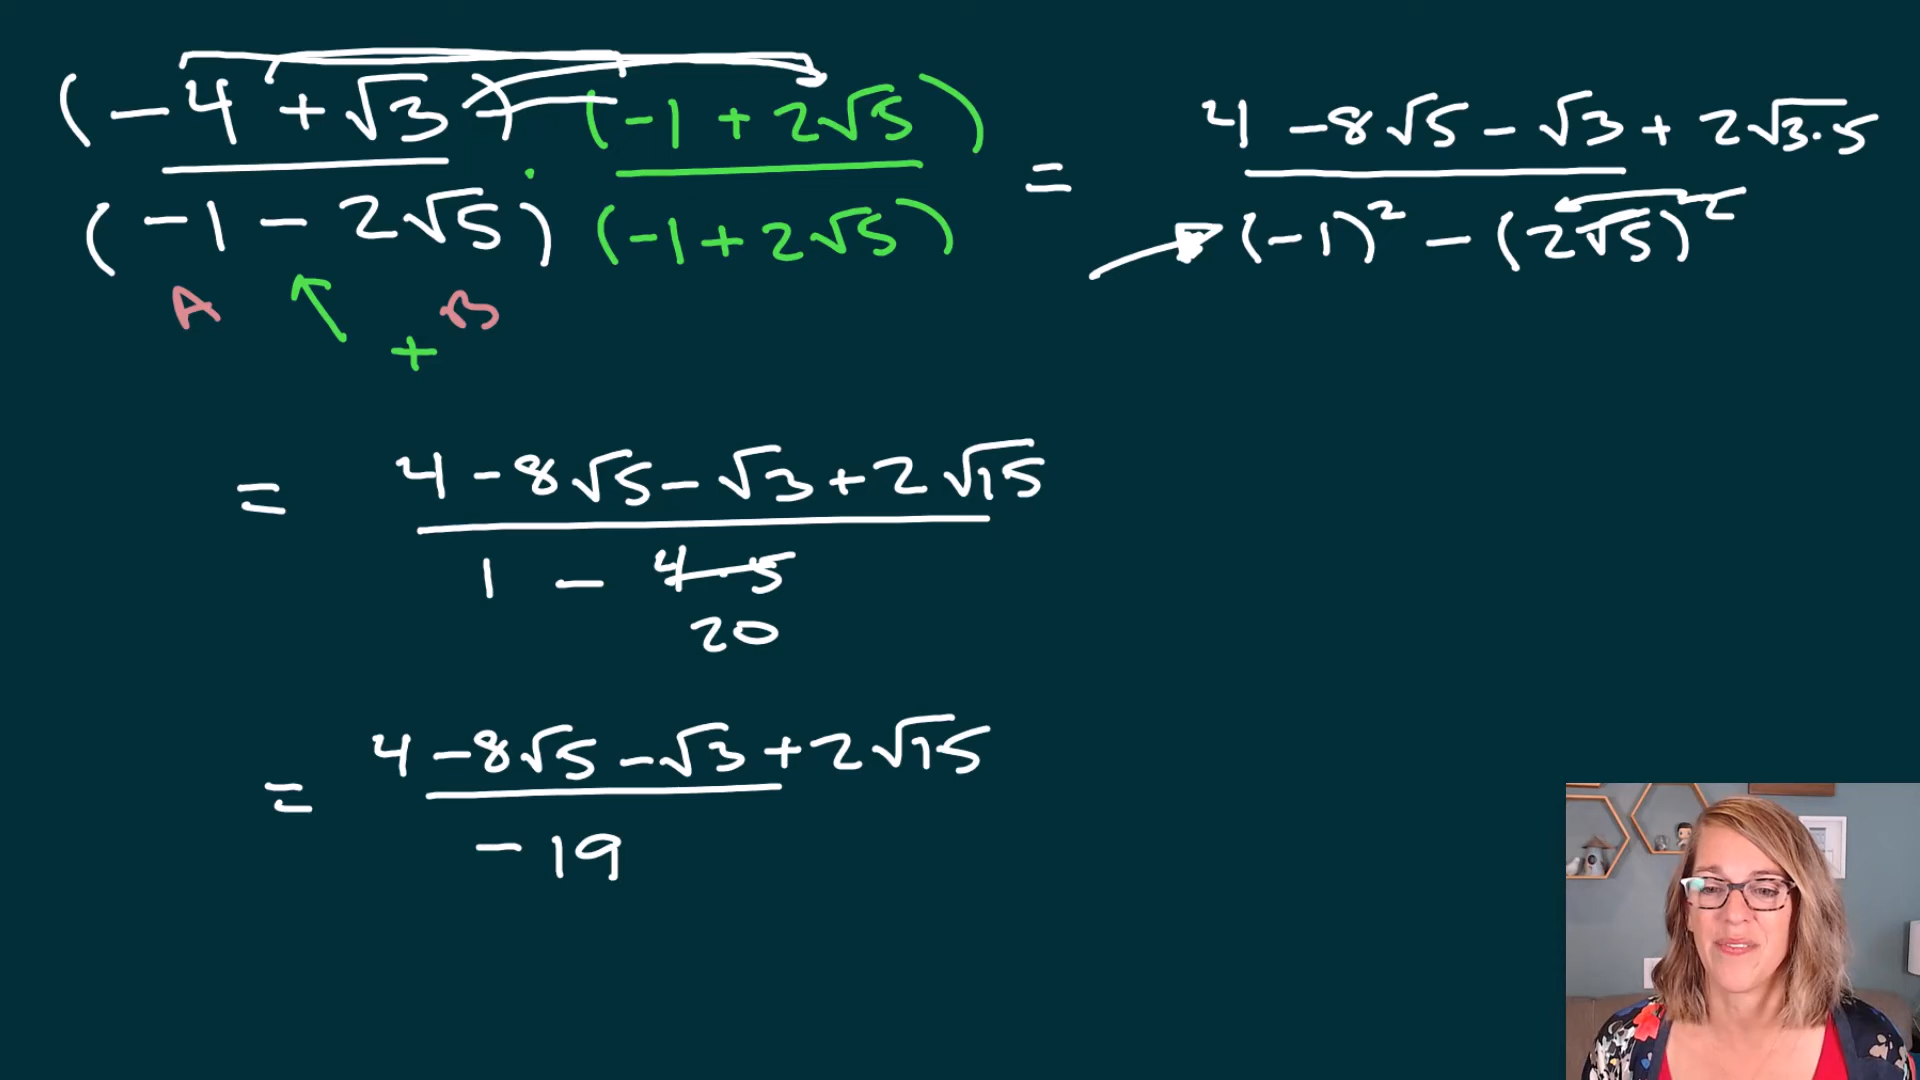 (-4 + √3) · (-1 + 2√5) = 4 - 8√5 - √3 + 2√3·5
(-1 - 2√5) (-1 + 2√5) (-1)² - (2√5)²
A B
+
= 4 - 8√5 - √3 + 2√15
1 - 4·5
20
= 4 - 8√5 - √3 + 2√15
-19